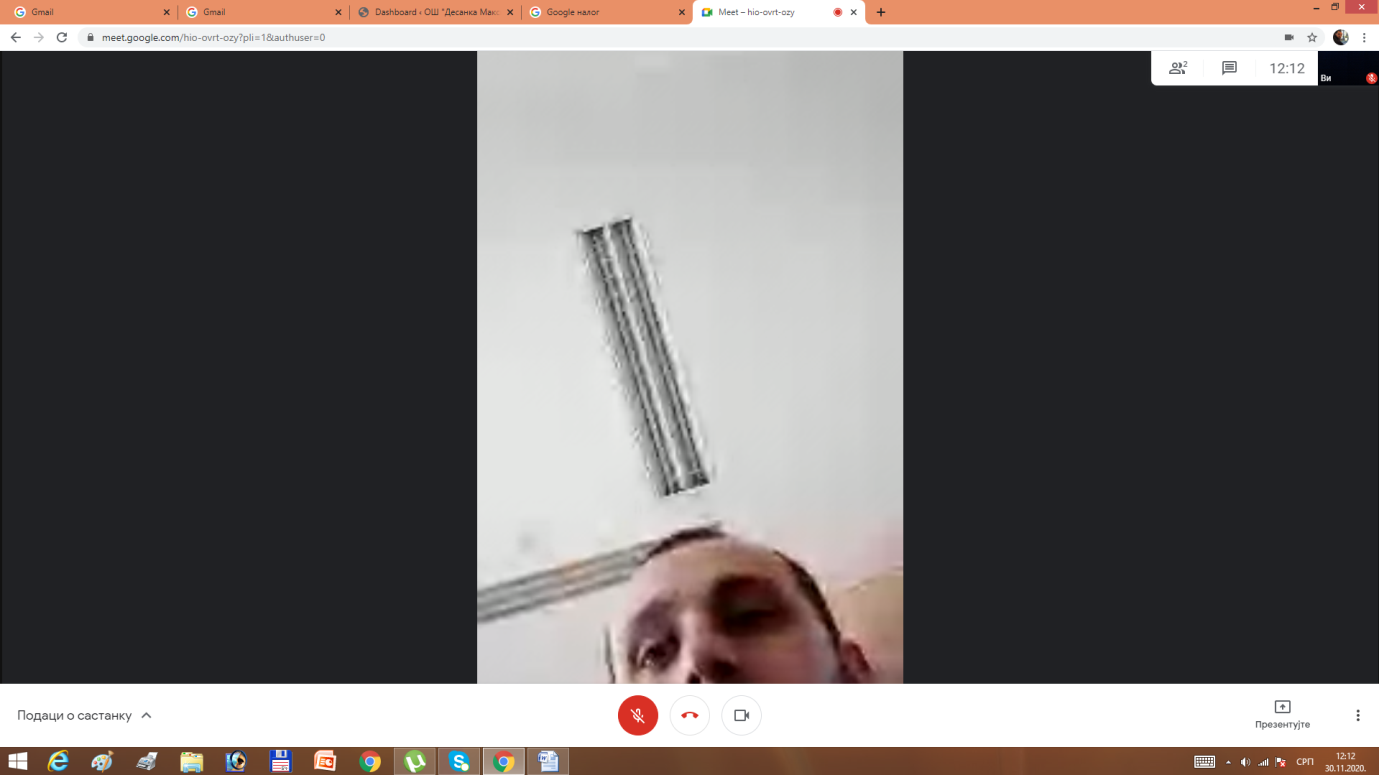 Gmail
Gmail
Dashboard ‹ ОШ "Десанка Макс
Google налог
Meet – hio-ovrt-ozy
meet.google.com/hio-ovrt-ozy?pli=1&authuser=0
2
12:12
Ви
Подаци о састанку
Презентујте
СРП
12:12
30.11.2020.